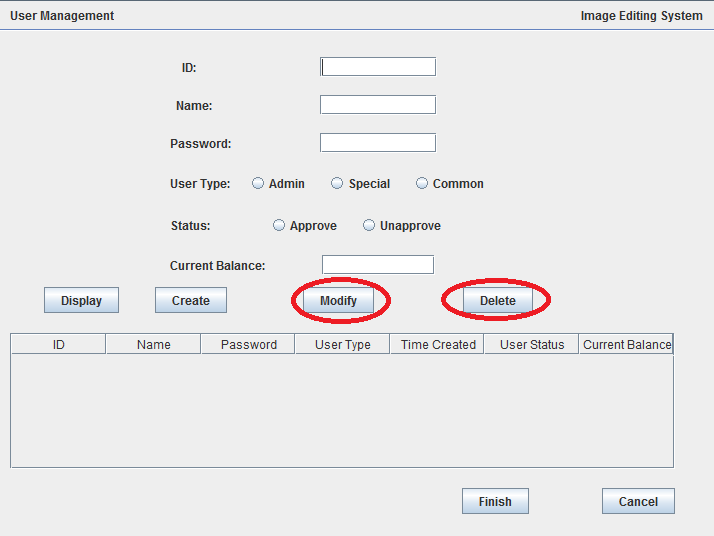 User Management Image Editing System
ID:
Name:
Password:
User Type: Admin Special Common
Status: Approve Unapprove
Current Balance:
Display Create Modify Delete
ID Name Password User Type Time Created User Status Current Balance
Finish Cancel